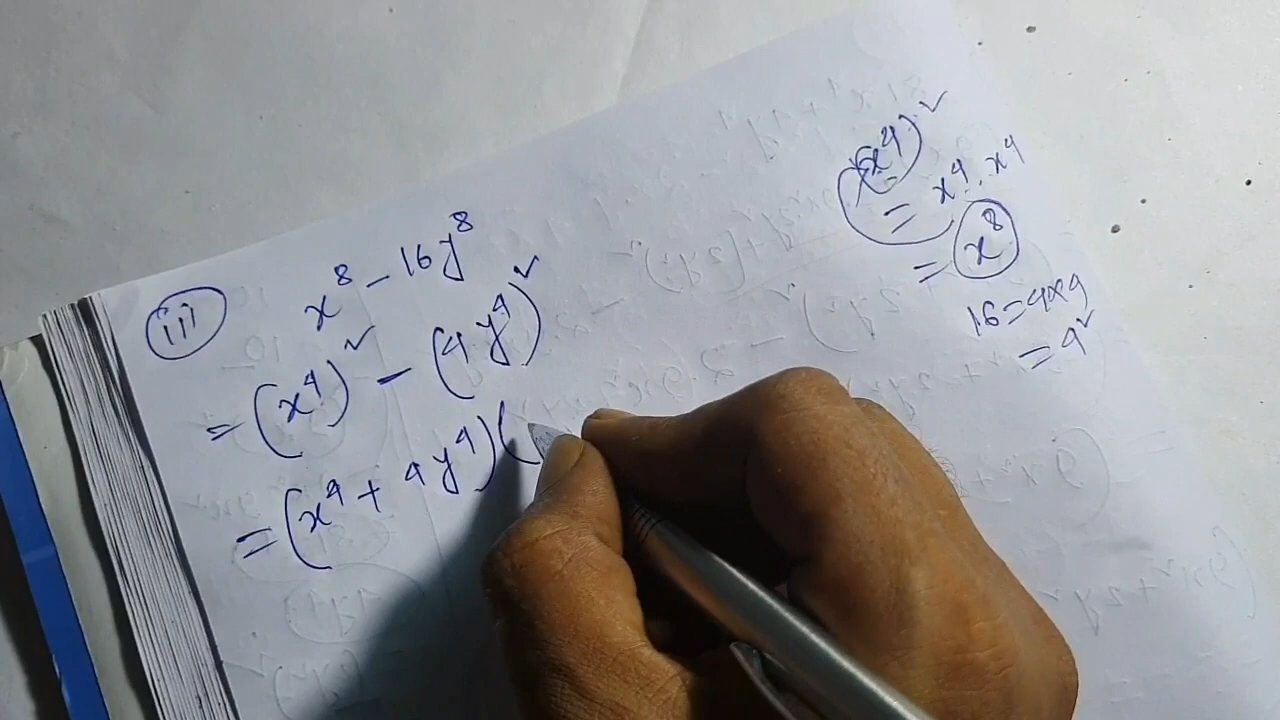 (iii) x⁸ - 16y⁸
= (x⁴)² - (4y⁴)²
= (x⁴ + 4y⁴)(
(x⁴)²
= x⁴. x⁴
= x⁸
16 = 4×4
= 4²